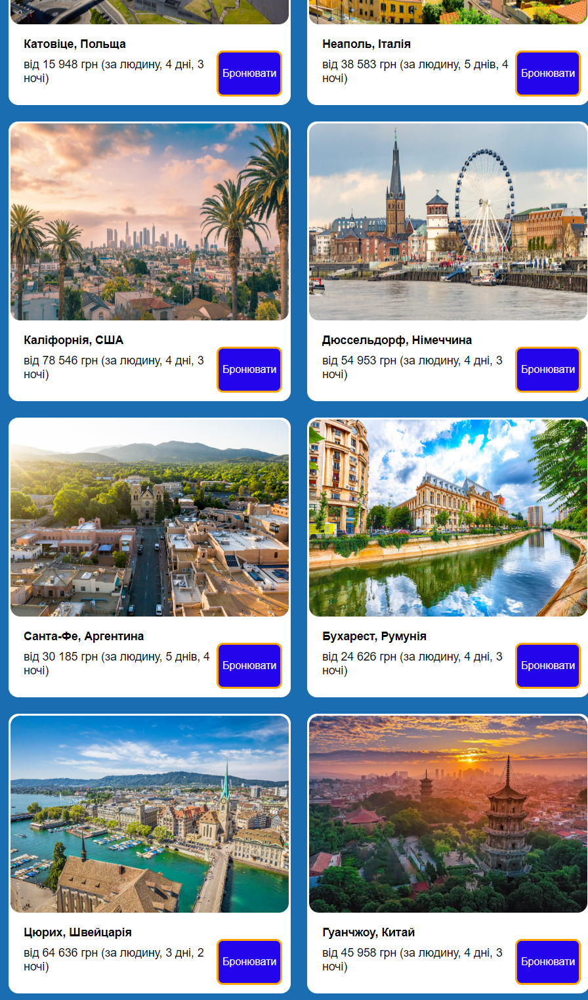 Катовіце, Польща
від 15 948 грн (за людину, 4 дні, 3
ночі)
Бронювати
Неаполь, Італія
від 38 583 грн (за людину, 5 днів, 4
ночі)
Бронювати
Каліфорнія, США
від 78 546 грн (за людину, 4 дні, 3
ночі)
Бронювати
Дюссельдорф, Німеччина
від 54 953 грн (за людину, 4 дні, 3
ночі)
Бронювати
Санта-Фе, Аргентина
від 30 185 грн (за людину, 5 днів, 4
ночі)
Бронювати
Бухарест, Румунія
від 24 626 грн (за людину, 4 дні, 3
ночі)
Бронювати
Цюрих, Швейцарія
від 64 636 грн (за людину, 3 дні, 2
ночі)
Бронювати
Гуанчжоу, Китай
від 45 958 грн (за людину, 4 дні, 3
ночі)
Бронювати